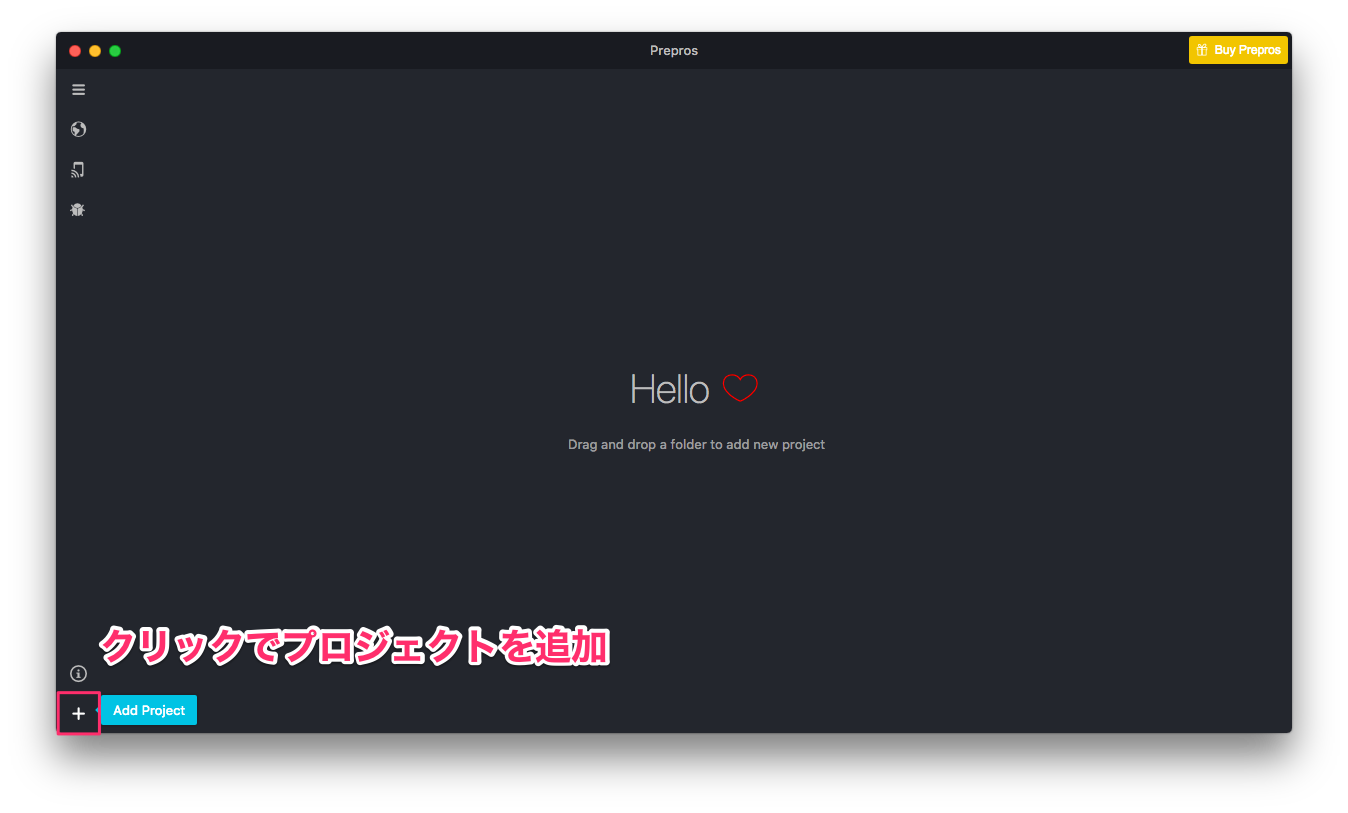 Prepros
Buy Prepros
Hello
Drag and drop a folder to add new project
クリックでプロジェクトを追加
Add Project